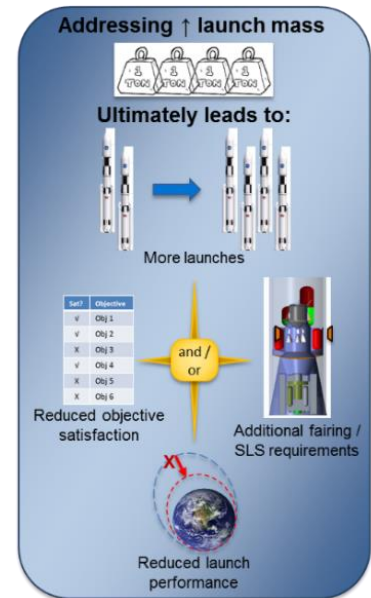 Addressing ↑ launch mass
1 TON 1 TON 1 TON 1 TON
Ultimately leads to:
More launches
Sat? Objective
√ Obj 1
√ Obj 2
X Obj 3
√ Obj 4
X Obj 5
X Obj 6
Reduced objective
satisfaction
and /
or
Additional fairing /
SLS requirements
X
Reduced launch
performance